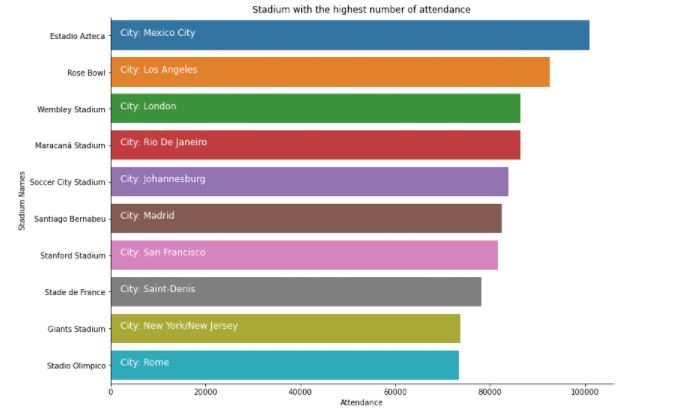 Stadium with the highest number of attendance
Estadio Azteca
City: Mexico City
Rose Bowl
City: Los Angeles
Wembley Stadium
City: London
Maracanã Stadium
City: Rio De Janeiro
Soccer City Stadium
City: Johannesburg
Santiago Bernabeu
City: Madrid
Stanford Stadium
City: San Francisco
Stade de France
City: Saint-Denis
Giants Stadium
City: New York/New Jersey
Stadio Olimpico
City: Rome
Stadium Names
0 20000 40000 60000 80000 100000
Attendance